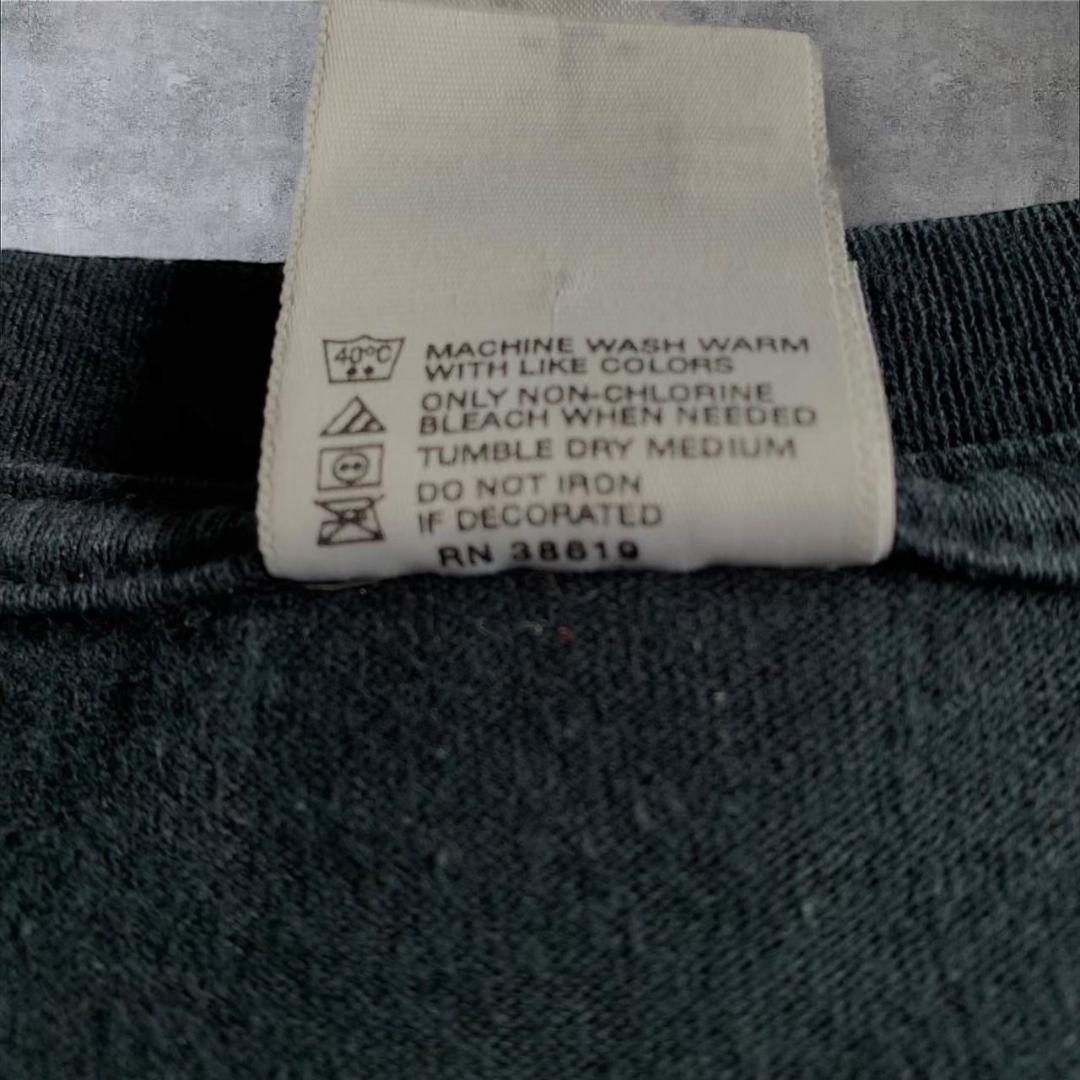 40°C MACHINE WASH WARM
WITH LIKE COLORS
ONLY NON-CHLORINE
BLEACH WHEN NEEDED
TUMBLE DRY MEDIUM
DO NOT IRON
IF DECORATED
RN 38619